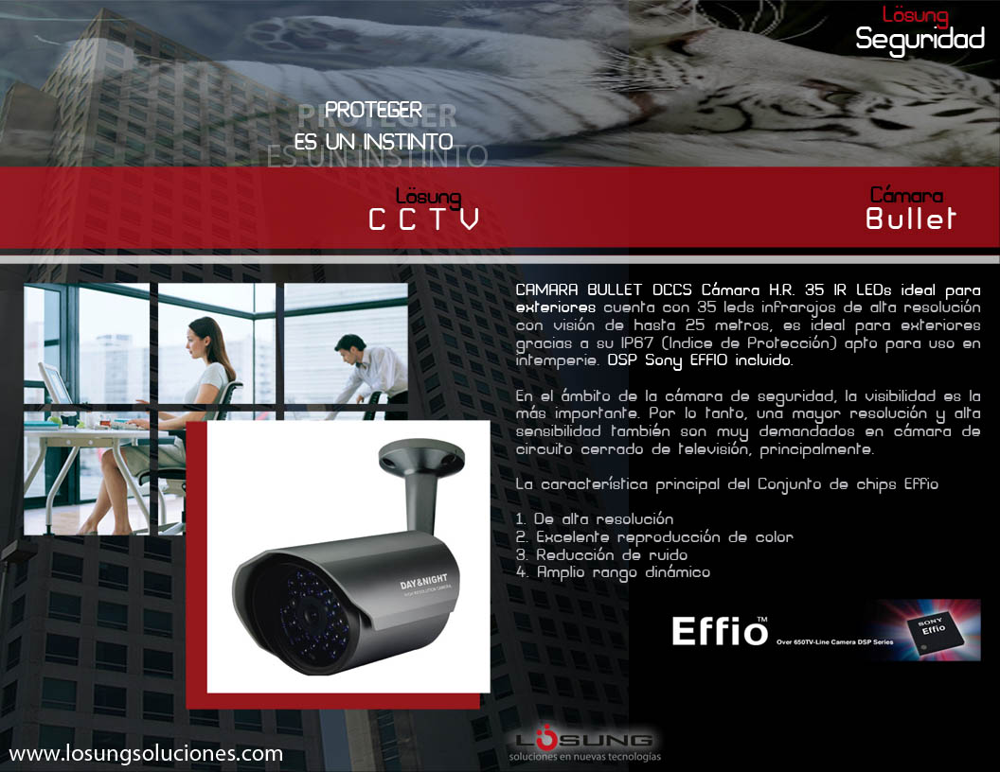 Lösung
Seguridad
PROTEGER
ES UN INSTINTO
PROTEGER
ES UN INSTINTO
Lösung
CCTV
Cámara
Bullet
CAMARA BULLET DCCS Cámara H.R. 35 IR LEDs ideal para
exteriores cuenta con 35 leds infrarojos de alta resolución
con visión de hasta 25 metros, es ideal para exteriores
gracias a su IP67 (Indice de Protección) apto para uso en
intemperie. DSP Sony EFFIO incluido.
En el ámbito de la cámara de seguridad, la visibilidad es la
más importante. Por lo tanto, una mayor resolución y alta
sensibilidad también son muy demandados en cámara de
circuito cerrado de televisión, principalmente.
La característica principal del Conjunto de chips Effio
1. De alta resolución
2. Excelente reproducción de color
3. Reducción de ruido
4. Amplio rango dinámico
DAY&NIGHT
HIGH RESOLUTION CAMERA
Effio™
Over 650TV-Line Camera DSP Series
SONY
Effio
LÖSUNG
soluciones en nuevas tecnologías
www.losungsoluciones.com